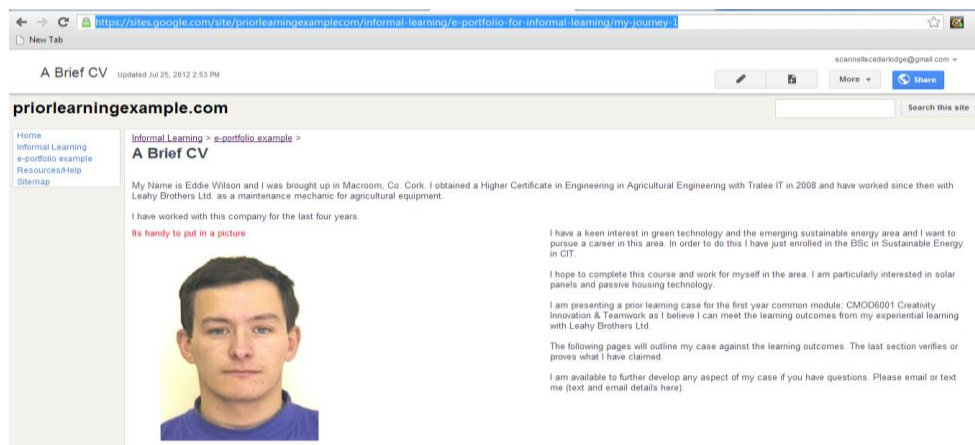 https://sites.google.com/site/priorlearningexamplecom/informal-learning/e-portfolio-for-informal-learning/my-journey-1
New Tab
scannellscedarlodge@gmail.com
A Brief CV Updated Jul 25, 2012 2:53 PM
More
Share
priorlearningexample.com
Search this site
Home
Informal Learning
e-portfolio example
Resources/Help
Sitemap
Informal Learning > e-portfolio example >
A Brief CV
My Name is Eddie Wilson and I was brought up in Macroom, Co. Cork. I obtained a Higher Certificate in Engineering in Agricultural Engineering with Tralee IT in 2008 and have worked since then with
Leahy Brothers Ltd. as a maintenance mechanic for agricultural equipment.
I have worked with this company for the last four years.
Its handy to put in a picture
I have a keen interest in green technology and the emerging sustainable energy area and I want to
pursue a career in this area. In order to do this I have just enrolled in the BSc in Sustainable Energy
in CIT.
I hope to complete this course and work for myself in the area. I am particularly interested in solar
panels and passive housing technology.
I am presenting a prior learning case for the first year common module; CMOD6001 Creativity
Innovation & Teamwork as I believe I can meet the learning outcomes from my experiential learning
with Leahy Brothers Ltd.
The following pages will outline my case against the learning outcomes. The last section verifies or
proves what I have claimed.
I am available to further develop any aspect of my case if you have questions. Please email or text
me (text and email details here).